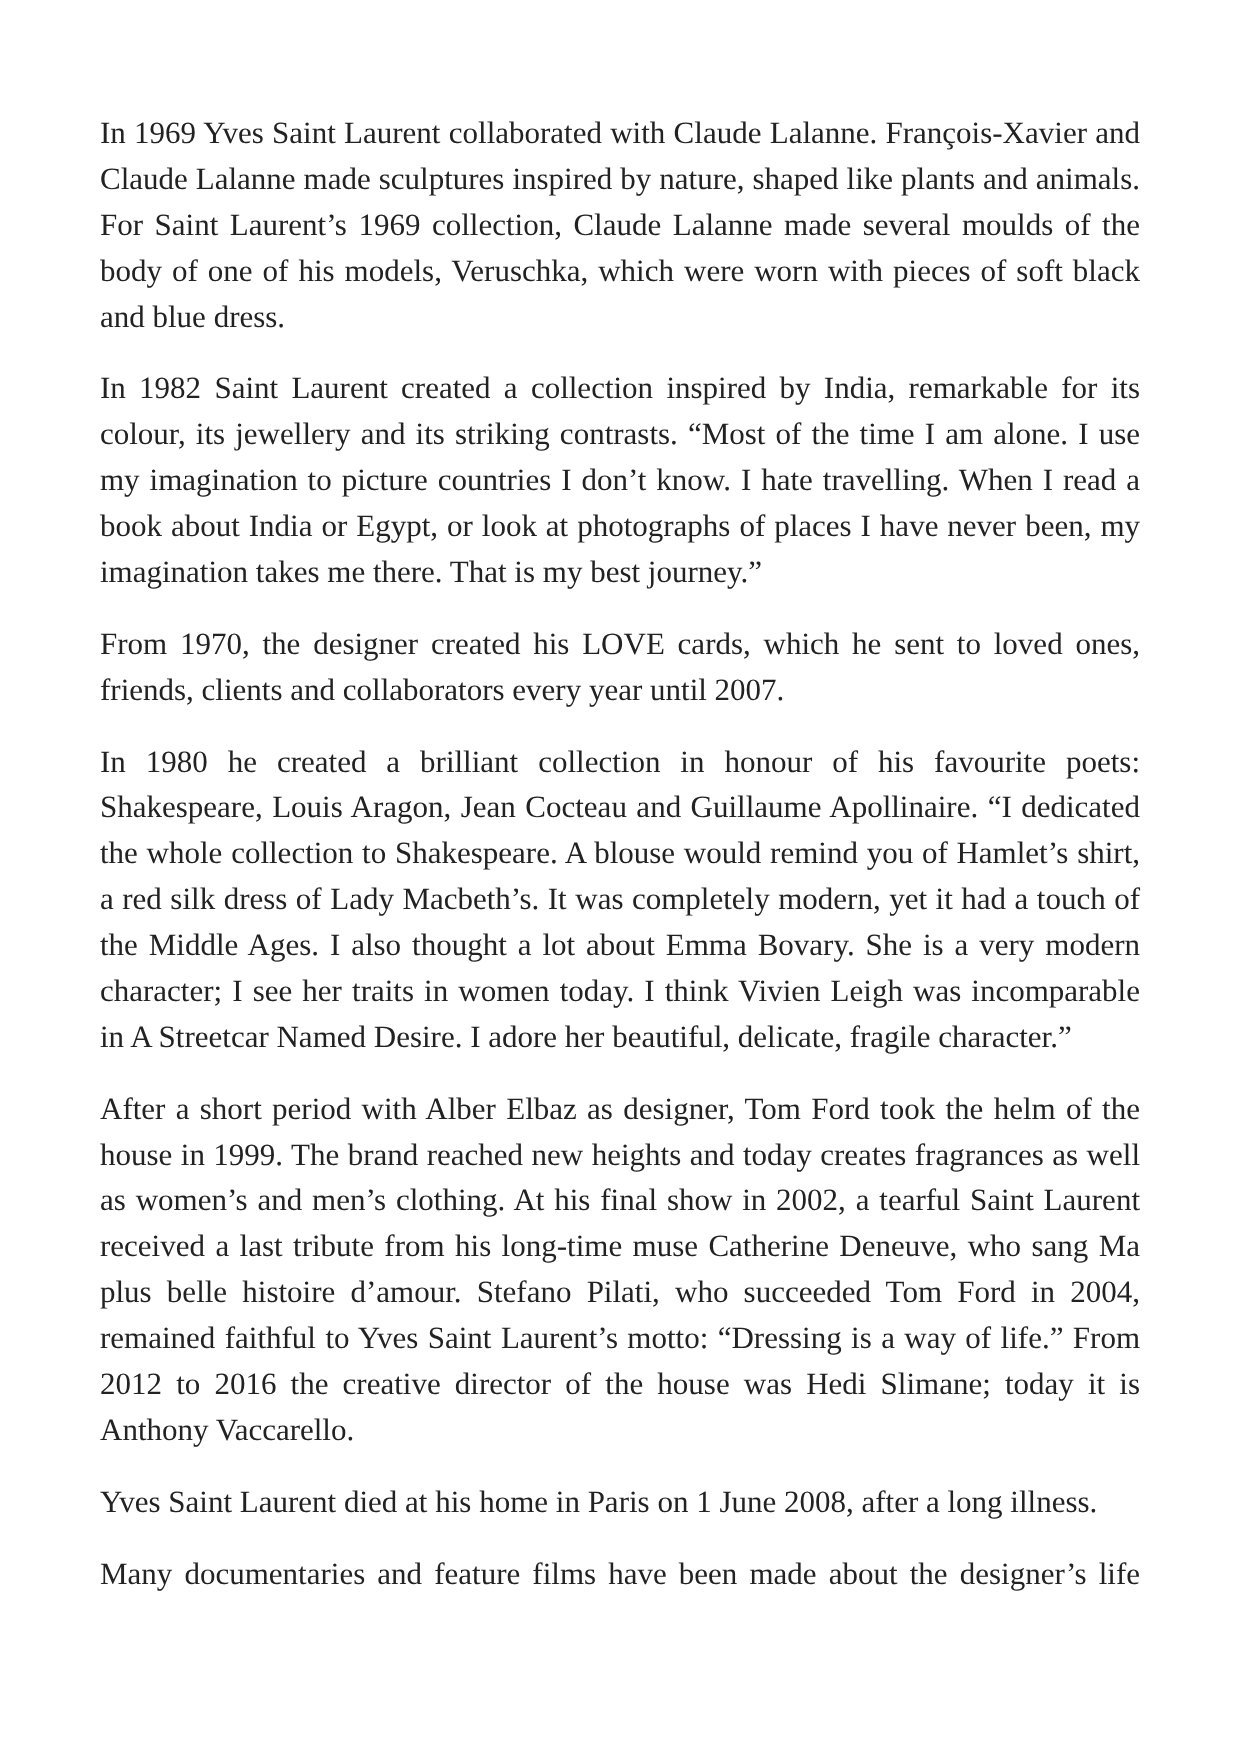 In 1969 Yves Saint Laurent collaborated with Claude Lalanne. François-Xavier and
Claude Lalanne made sculptures inspired by nature, shaped like plants and animals.
For Saint Laurent’s 1969 collection, Claude Lalanne made several moulds of the
body of one of his models, Veruschka, which were worn with pieces of soft black
and blue dress.
In 1982 Saint Laurent created a collection inspired by India, remarkable for its
colour, its jewellery and its striking contrasts. “Most of the time I am alone. I use
my imagination to picture countries I don’t know. I hate travelling. When I read a
book about India or Egypt, or look at photographs of places I have never been, my
imagination takes me there. That is my best journey.”
From 1970, the designer created his LOVE cards, which he sent to loved ones,
friends, clients and collaborators every year until 2007.
In 1980 he created a brilliant collection in honour of his favourite poets:
Shakespeare, Louis Aragon, Jean Cocteau and Guillaume Apollinaire. “I dedicated
the whole collection to Shakespeare. A blouse would remind you of Hamlet’s shirt,
a red silk dress of Lady Macbeth’s. It was completely modern, yet it had a touch of
the Middle Ages. I also thought a lot about Emma Bovary. She is a very modern
character; I see her traits in women today. I think Vivien Leigh was incomparable
in A Streetcar Named Desire. I adore her beautiful, delicate, fragile character.”
After a short period with Alber Elbaz as designer, Tom Ford took the helm of the
house in 1999. The brand reached new heights and today creates fragrances as well
as women’s and men’s clothing. At his final show in 2002, a tearful Saint Laurent
received a last tribute from his long-time muse Catherine Deneuve, who sang Ma
plus belle histoire d’amour. Stefano Pilati, who succeeded Tom Ford in 2004,
remained faithful to Yves Saint Laurent’s motto: “Dressing is a way of life.” From
2012 to 2016 the creative director of the house was Hedi Slimane; today it is
Anthony Vaccarello.
Yves Saint Laurent died at his home in Paris on 1 June 2008, after a long illness.
Many documentaries and feature films have been made about the designer’s life